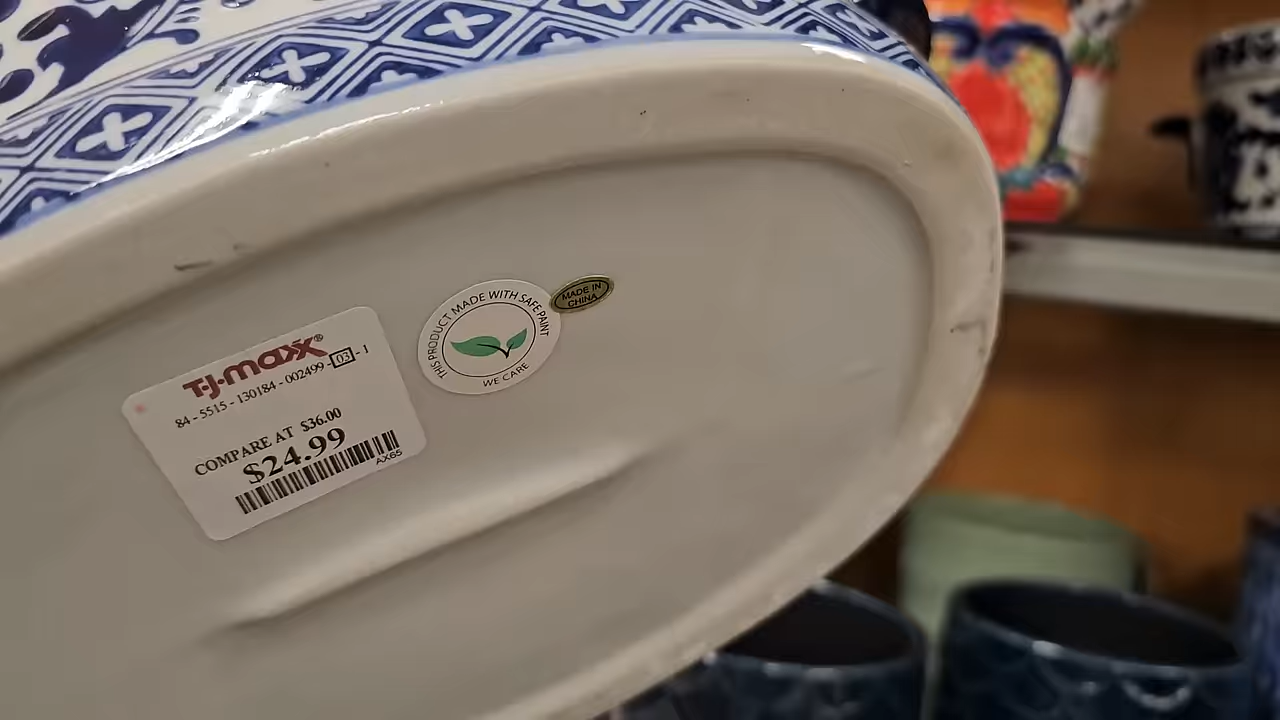 T·J·maxx®
84-5515-130184-002499-03-1
COMPARE AT $36.00
$24.99
AX65
THIS PRODUCT MADE WITH SAFE PAINT
WE CARE
MADE IN
CHINA